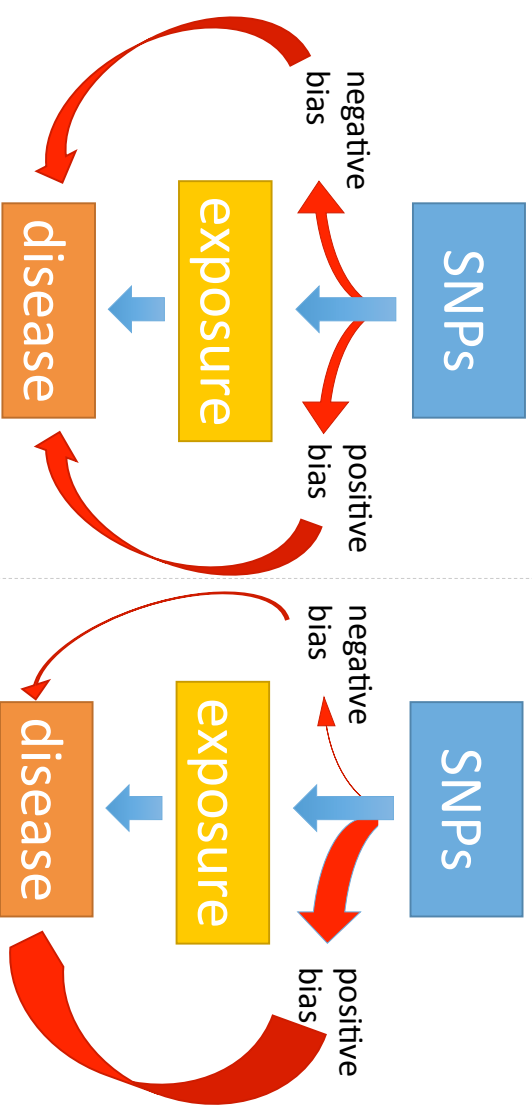 SNPs
negative
bias
positive
bias
exposure
disease
SNPs
negative
bias
positive
bias
exposure
disease